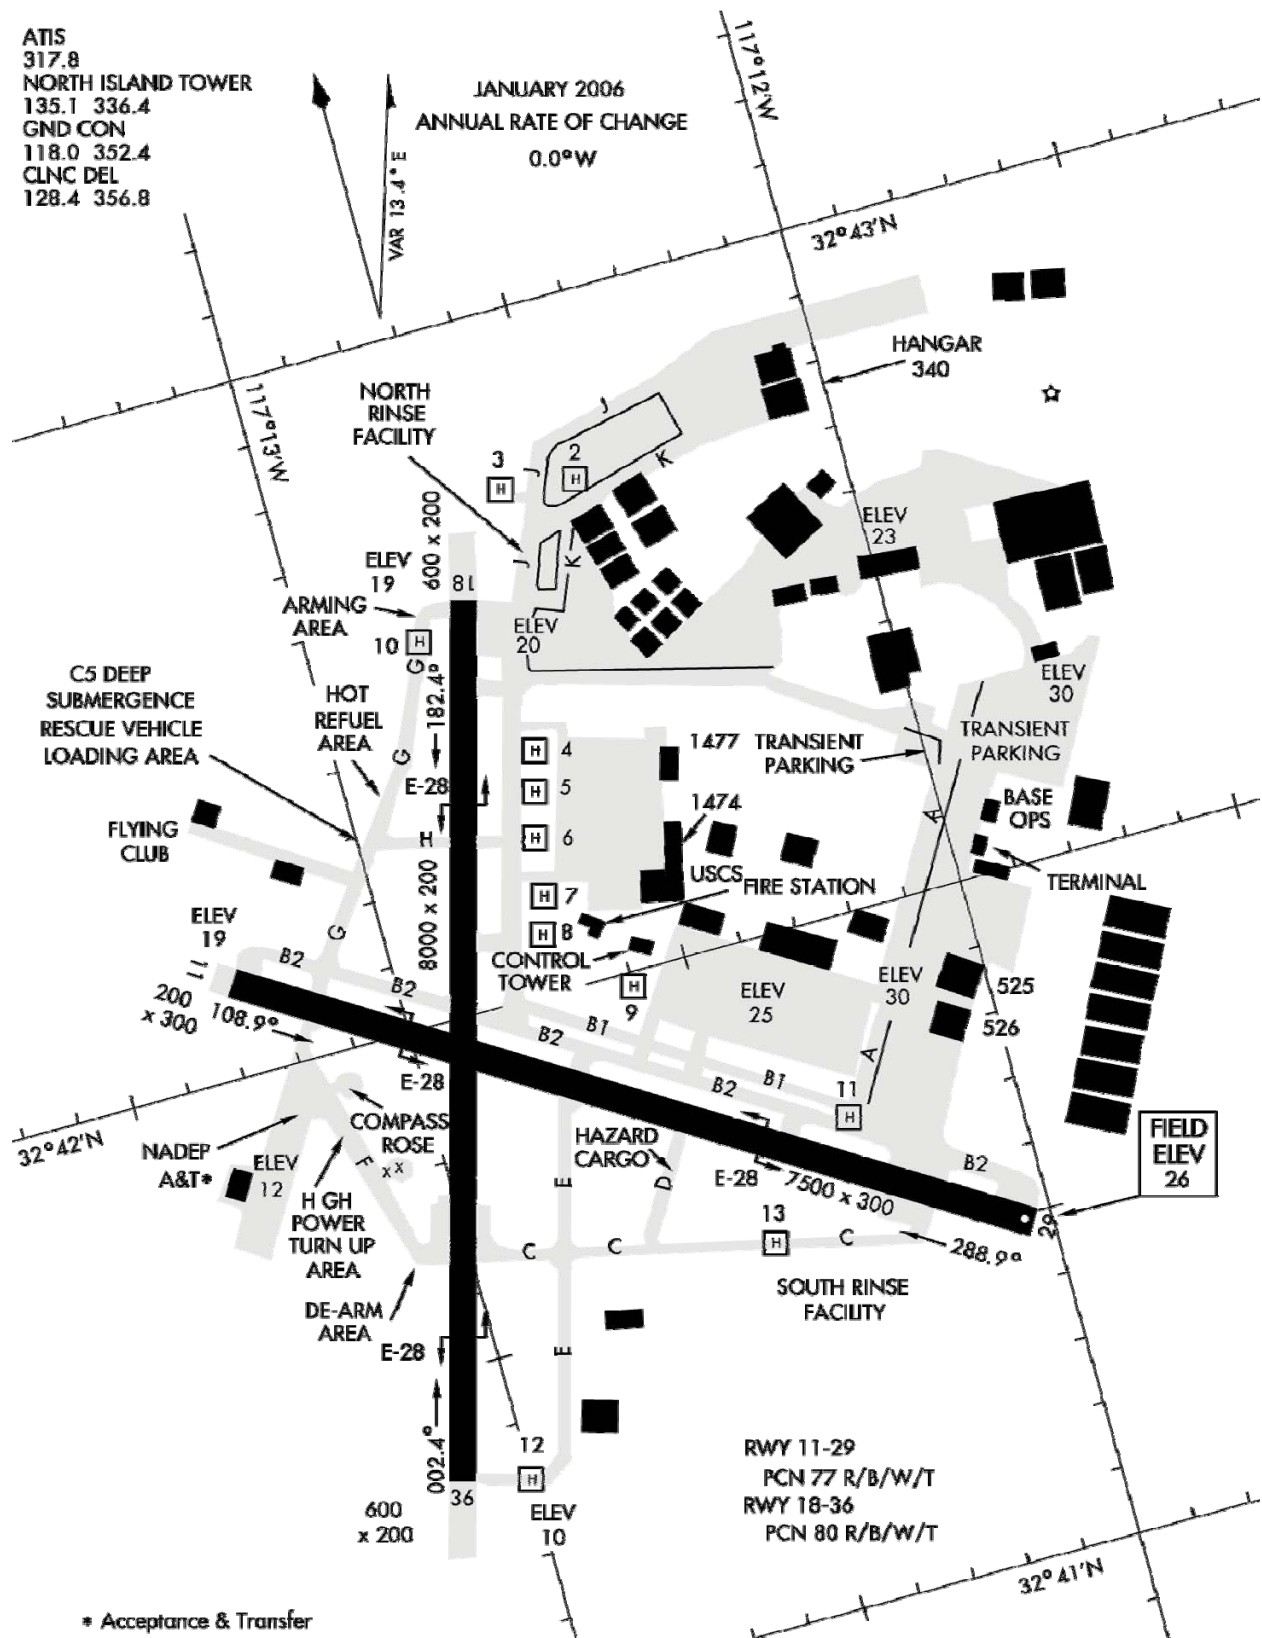 ATIS
317.8
NORTH ISLAND TOWER
135.1 336.4
GND CON
118.0 352.4
CLNC DEL
128.4 356.8
VAR 13.4° E
JANUARY 2006
ANNUAL RATE OF CHANGE
0.0°W
117°12'W
32°43'N
HANGAR
340
117°13'W
NORTH
RINSE
FACILITY
J
3
H
J
2
H
K
600 x 200
ELEV
23
ELEV
19
18
J
K
ARMING
AREA
10
H
ELEV
20
G
182.4°
C5 DEEP
SUBMERGENCE
RESCUE VEHICLE
LOADING AREA
HOT
REFUEL
AREA
G
ELEV
30
H
4
1477
TRANSIENT
PARKING
TRANSIENT
PARKING
E-28
H
5
1474
BASE
OPS
A
FLYING
CLUB
H
H
6
USCS
FIRE STATION
TERMINAL
8000 x 200
H
7
ELEV
19
G
H
8
CONTROL
TOWER
B2
11
200
x 300
108.9°
B2
H
9
ELEV
25
ELEV
30
525
526
B2
B1
A
E-28
B2
B1
11
H
32°42'N
COMPASS
ROSE
NADEP
A&T*
ELEV
12
F
x x
HAZARD
CARGO
E
D
E-28
7500 x 300
B2
FIELD
ELEV
26
29
H GH
POWER
TURN UP
AREA
C
C
13
H
C
288.9°
SOUTH RINSE
FACILITY
DE-ARM
AREA
E-28
E
002.4°
12
H
36
600
x 200
ELEV
10
RWY 11-29
PCN 77 R/B/W/T
RWY 18-36
PCN 80 R/B/W/T
32°41'N
* Acceptance & Transfer